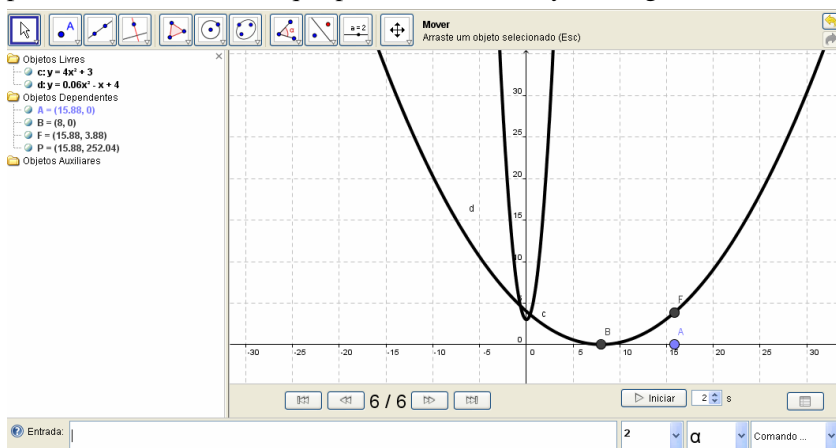 Mover
Arraste um objeto selecionado (Esc)
A
a = 2
Objetos Livres
c: y = 4x² + 3
d: y = 0.06x² - x + 4
Objetos Dependentes
A = (15.88, 0)
B = (8, 0)
F = (15.88, 3.88)
P = (15.88, 252.04)
Objetos Auxiliares
30
25
20
15
10
5
0
d
c
B
F
A
-30 -25 -20 -15 -10 -5 0 5 10 15 20 25 30
6 / 6
Iniciar 2 s
Entrada:
2 α Comando ...